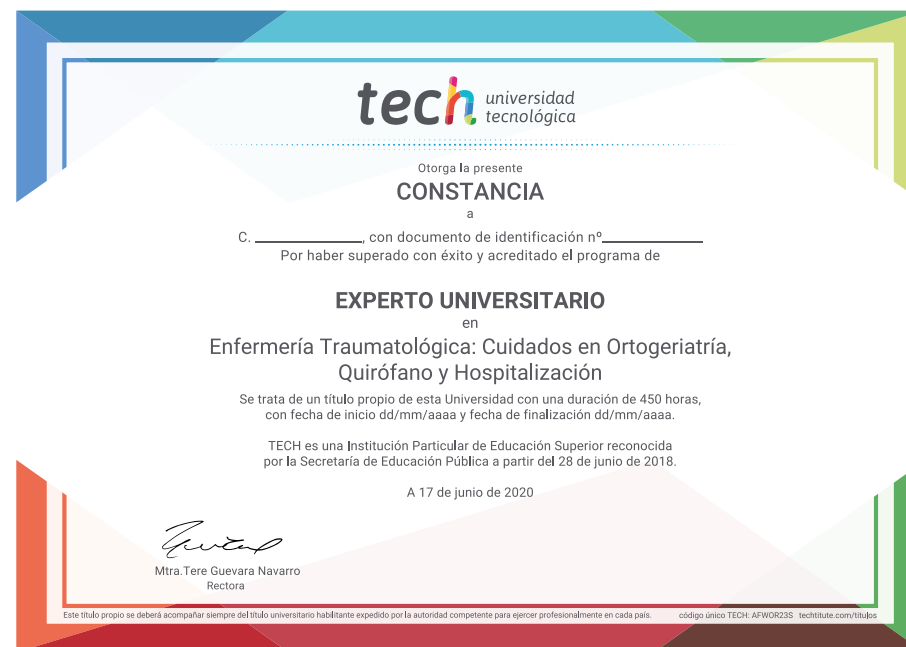 tech universidad
tecnológica
Otorga la presente
CONSTANCIA
a
C. ____________, con documento de identificación nº____________
Por haber superado con éxito y acreditado el programa de
EXPERTO UNIVERSITARIO
en
Enfermería Traumatológica: Cuidados en Ortogeriatría,
Quirófano y Hospitalización
Se trata de un título propio de esta Universidad con una duración de 450 horas,
con fecha de inicio dd/mm/aaaa y fecha de finalización dd/mm/aaaa.
TECH es una Institución Particular de Educación Superior reconocida
por la Secretaría de Educación Pública a partir del 28 de junio de 2018.
A 17 de junio de 2020
Mtra.Tere Guevara Navarro
Rectora
Este título propio se deberá acompañar siempre del título universitario habilitante expedido por la autoridad competente para ejercer profesionalmente en cada país. código único TECH: AFWOR23S techtitute.com/titulos